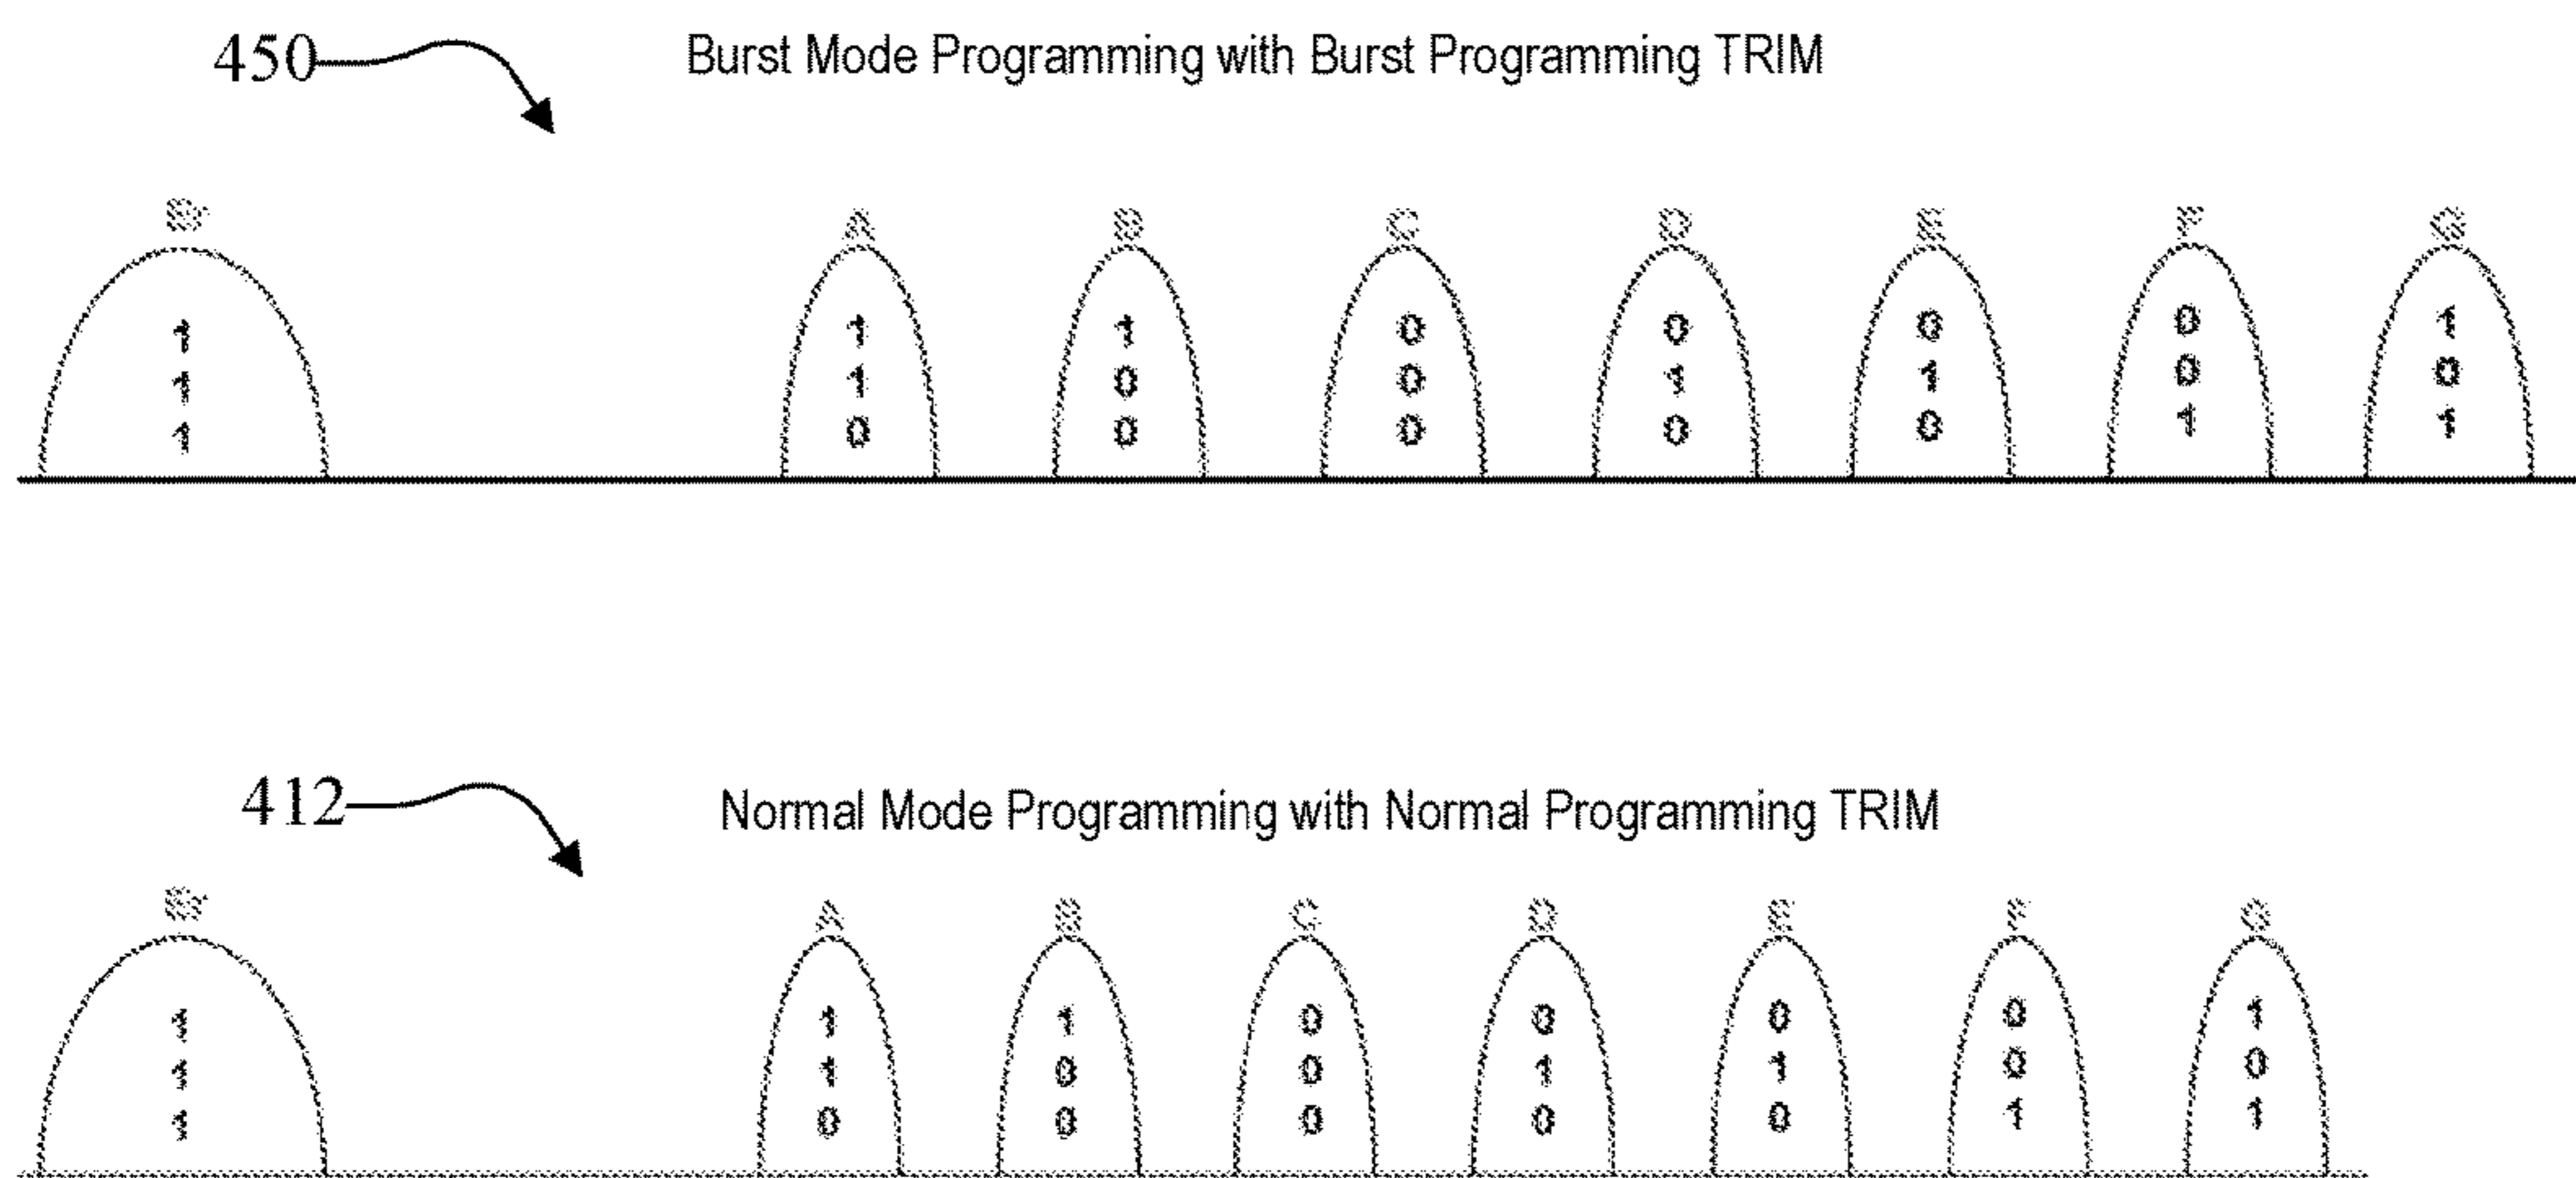 450
Burst Mode Programming with Burst Programming TRIM
Er A B C D E F G
1 1 1 0 0 0 0 1
1 1 0 0 1 1 0 0
1 0 0 0 0 0 1 1
412
Normal Mode Programming with Normal Programming TRIM
Er A B C D E F G
1 1 1 0 0 0 0 1
1 1 0 0 1 1 0 0
1 0 0 0 0 0 1 1